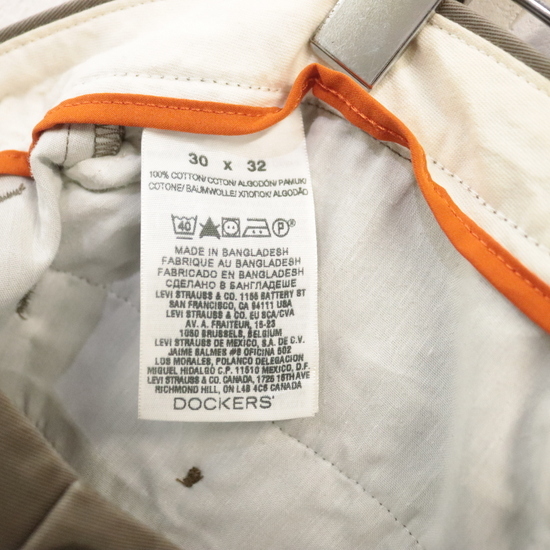 30 x 32
100% COTTON/COTON/ALGODÓN/PAMUK/
COTONE/BAUMWOLLE/ХЛОПОК/ALGODÃO
40 P
MADE IN BANGLADESH
FABRIQUE AU BANGLADESH
FABRICADO EN BANGLADESH
СДЕЛАНО В БАНГЛАДЕШЕ
LEVI STRAUSS & CO. 1155 BATTERY ST
SAN FRANCISCO, CA 94111 USA
LEVI STRAUSS & CO. EU SCA/CVA
AV. A. FRAITEUR, 15-23
1050 BRUSSELS, BELGIUM
LEVI STRAUSS DE MEXICO, S.A. DE C.V.
JAIME BALMES #8 OFICINA 502
LOS MORALES, POLANCO DELEGACION
MIGUEL HIDALGO C.P. 11510 MEXICO, D.F.
LEVI STRAUSS & CO. CANADA, 1725 16TH AVE
RICHMOND HILL, ON L4B 4C6 CANADA
DOCKERS